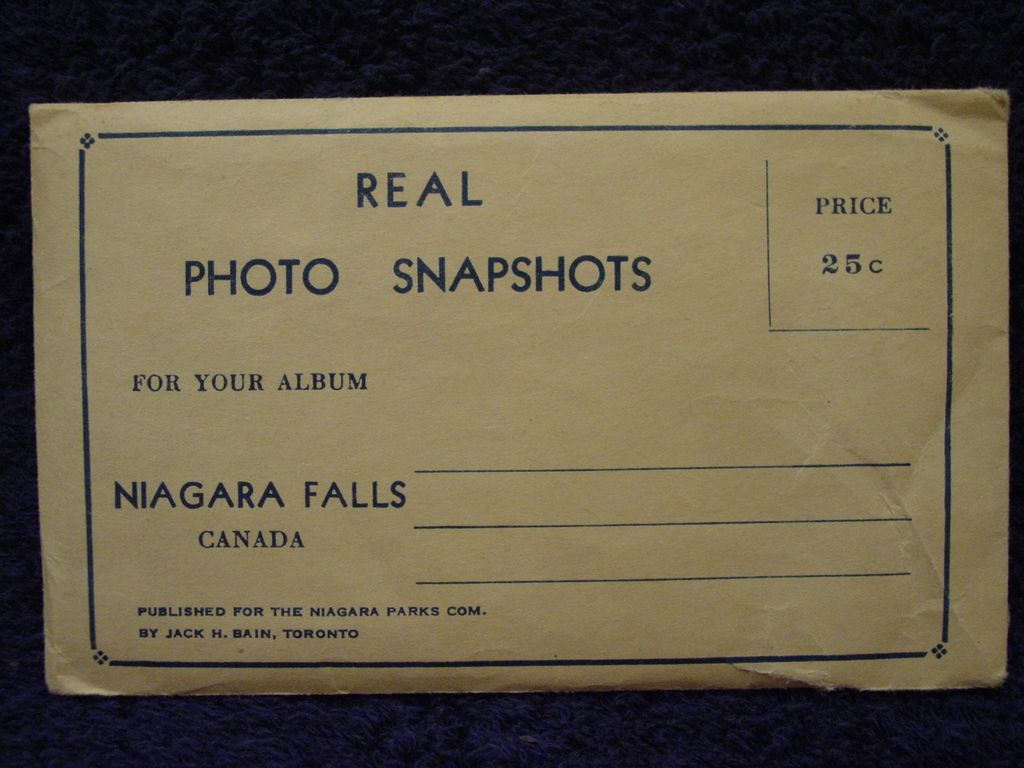 REAL
PHOTO SNAPSHOTS
PRICE
25c
FOR YOUR ALBUM
NIAGARA FALLS
CANADA
PUBLISHED FOR THE NIAGARA PARKS COM.
BY JACK H. BAIN, TORONTO